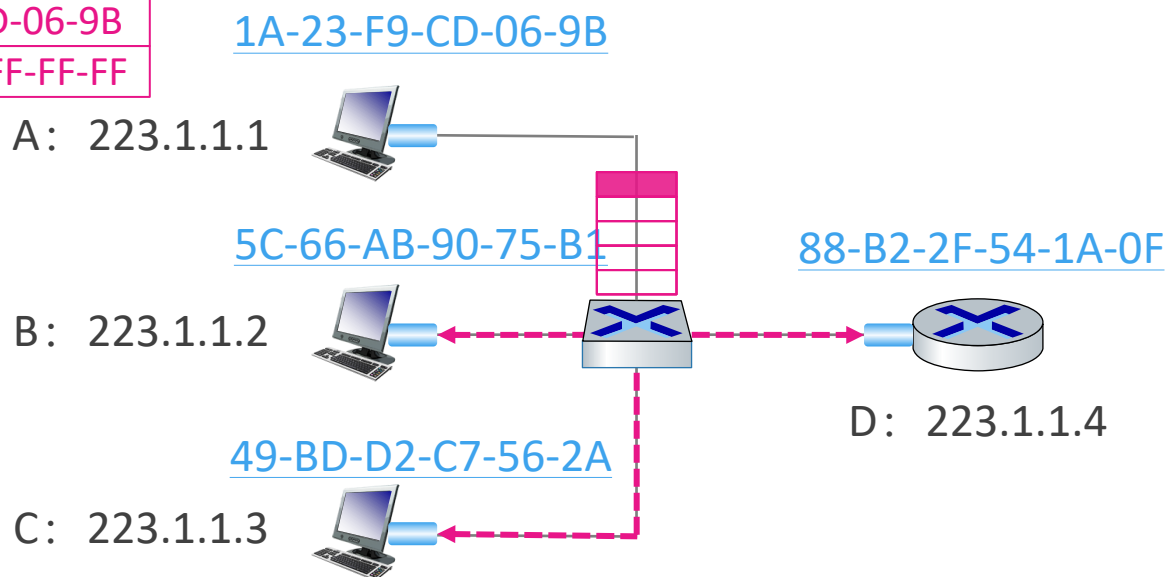 D-06-9B
FF-FF-FF
1A-23-F9-CD-06-9B
A: 223.1.1.1
5C-66-AB-90-75-B1
88-B2-2F-54-1A-0F
B: 223.1.1.2
D: 223.1.1.4
49-BD-D2-C7-56-2A
C: 223.1.1.3